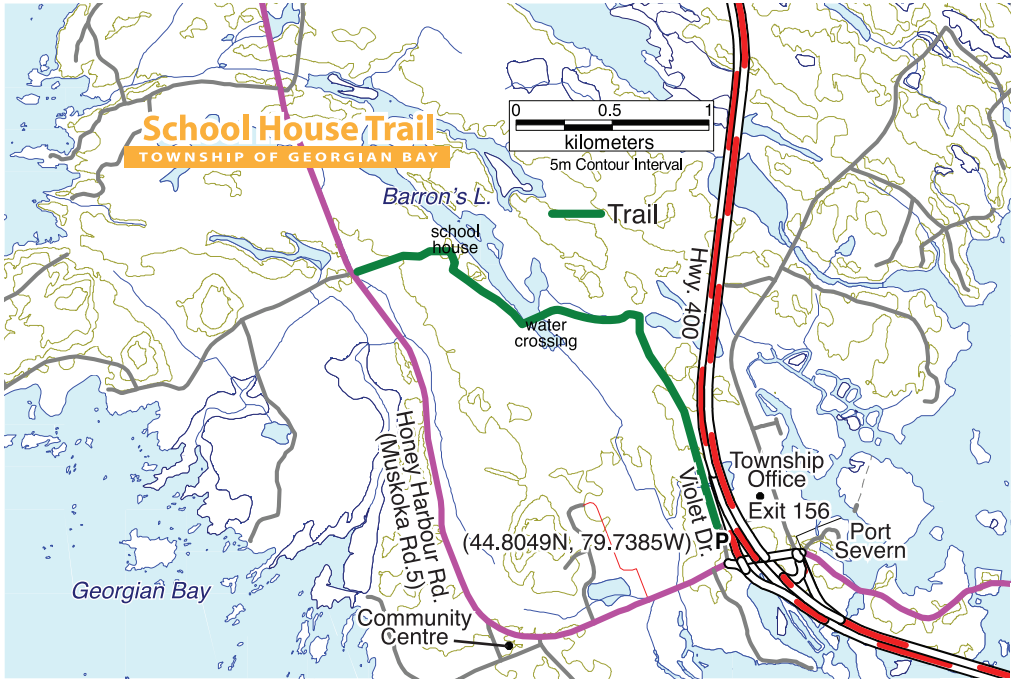 School House Trail
TOWNSHIP OF GEORGIAN BAY
0 0.5 1
kilometers
5m Contour Interval
Barron's L.
Trail
school
house
Hwy. 400
water
crossing
Honey Harbour Rd.
(Muskoka Rd.5)
Violet Dr.
Township
Office
Exit 156
P
(44.8049N, 79.7385W)
Port
Severn
Georgian Bay
Community
Centre